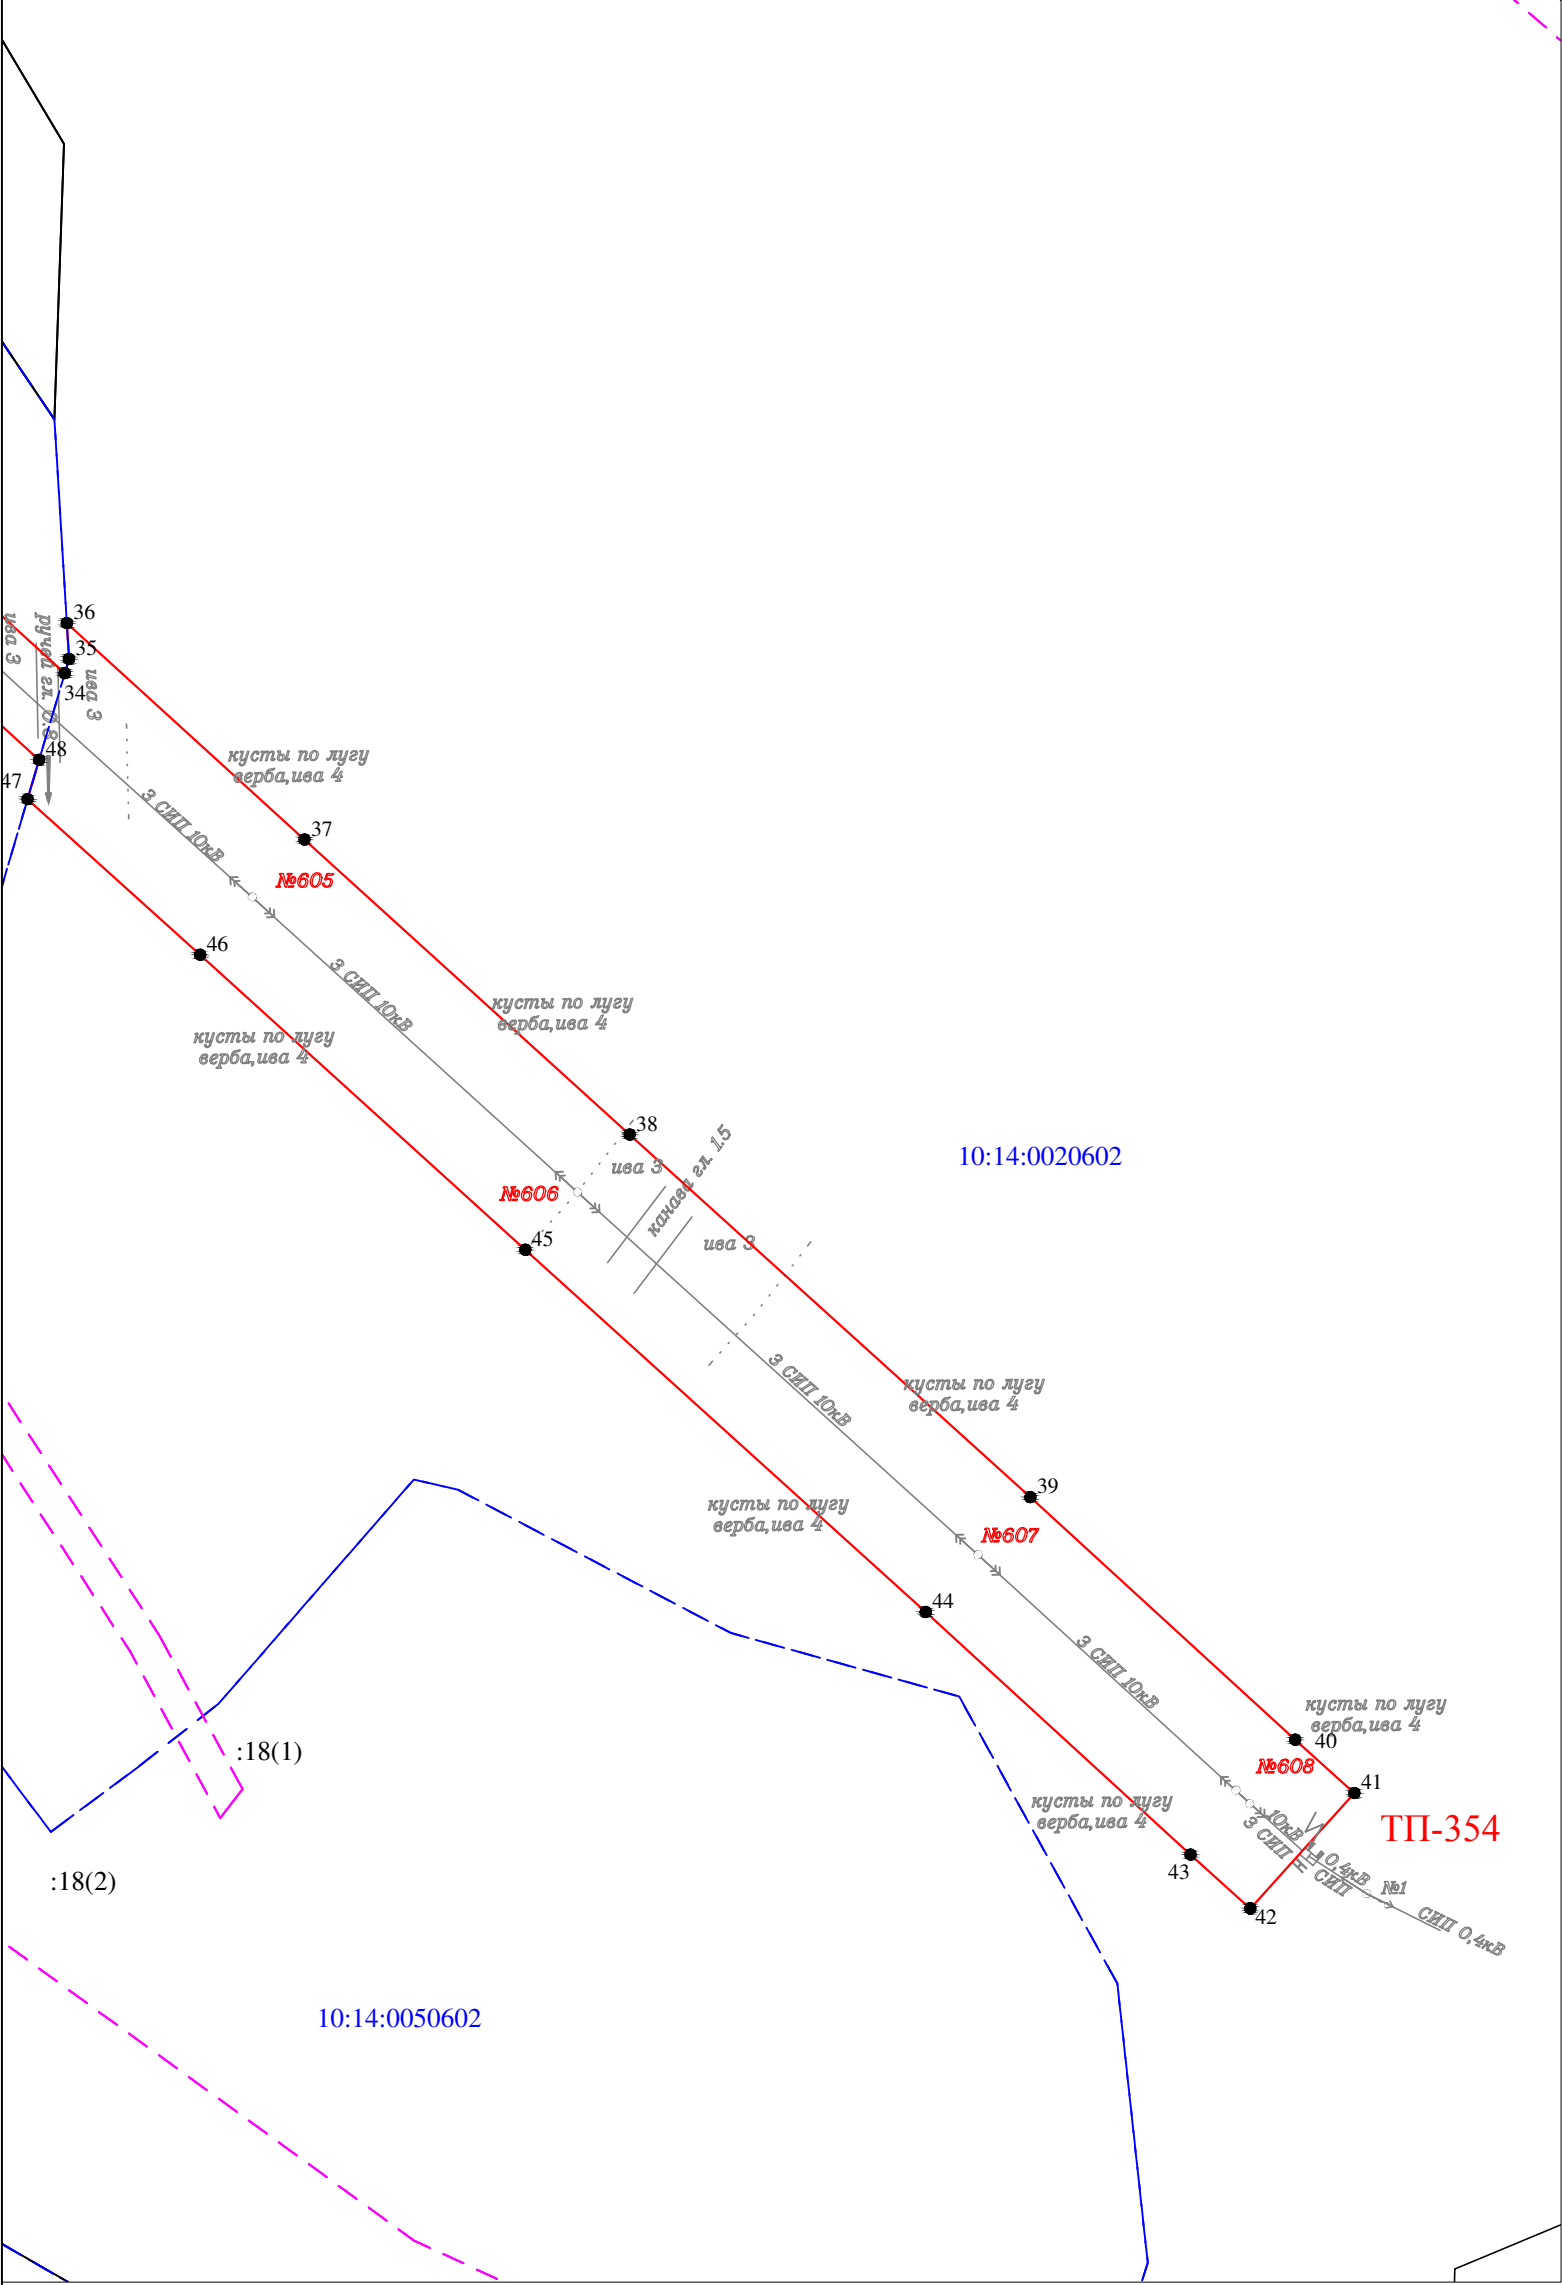 36
35
34
ива 3
ручей гл. 0.8
ива 3
48
47
кусты по лугу
верба,ива 4
3 СИП 10кВ
37
№605
46
3 СИП 10кВ
кусты по лугу
верба,ива 4
кусты по лугу
верба,ива 4
38
ива 3
канава гл. 1.5
10:14:0020602
№606
45
ива 3
3 СИП 10кВ
кусты по лугу
верба,ива 4
39
кусты по лугу
верба,ива 4
№607
44
3 СИП 10кВ
кусты по лугу
верба,ива 4
40
:18(1)
№608
41
кусты по лугу
верба,ива 4
10кВ
3 СИП
ТП-354
43
0,4кВ
СИП
№1
:18(2)
42
СИП 0,4кВ
10:14:0050602